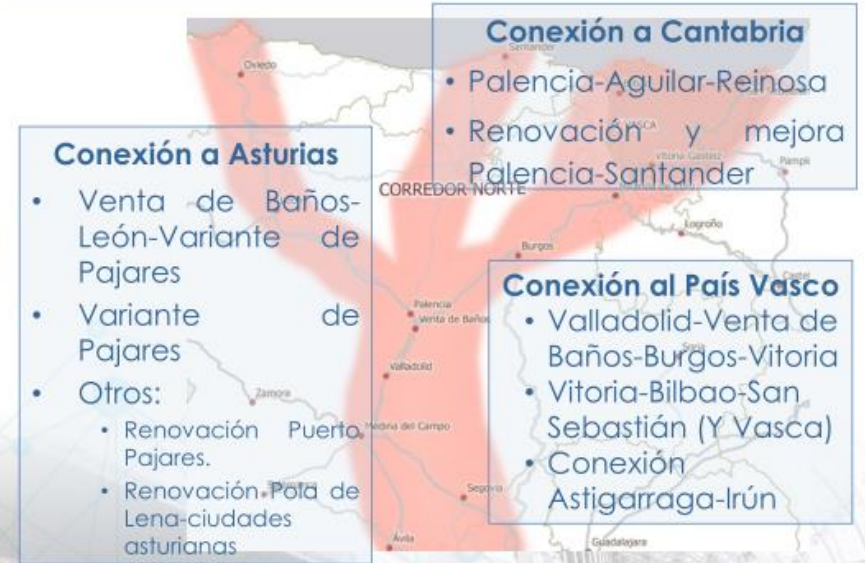 Conexión a Cantabria
• Palencia-Aguilar-Reinosa
• Renovación y mejora
Palencia-Santander
Conexión a Asturias
• Venta de Baños-
León-Variante de
Pajares
• Variante de
Pajares
• Otros:
• Renovación Puerto
Pajares.
• Renovación Pola de
Lena-ciudades
asturianas
Conexión al País Vasco
• Valladolid-Venta de
Baños-Burgos-Vitoria
• Vitoria-Bilbao-San
Sebastián (Y Vasca)
• Conexión
Astigarraga-Irún
Oviedo
Santander
VASCA
Vitoria-Gasteiz
CORREDOR NORTE
Logroño
Burgos
Palencia
Venta de Baños
Soria
Valladolid
Zamora
Medina del Campo
Segovia
Ávila
Guadalajara